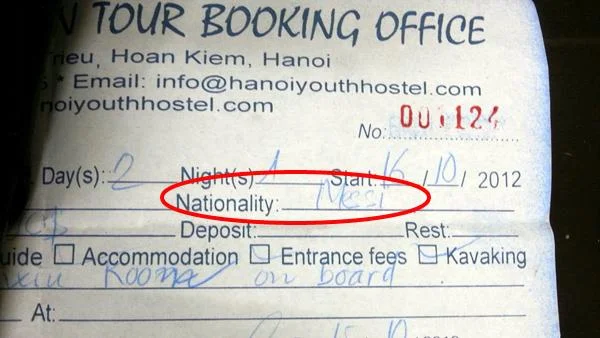 N TOUR BOOKING OFFICE
rieu, Hoan Kiem, Hanoi
* Email: info@hanoiyouthhostel.com
noiyouthhostel.com
No: 001124
Day(s): 2 Night(s) 1 Start: 16 / 10 / 2012
Nationality: Messi
Deposit: Rest:
uide Accommodation Entrance fees Kayaking
on board
At: